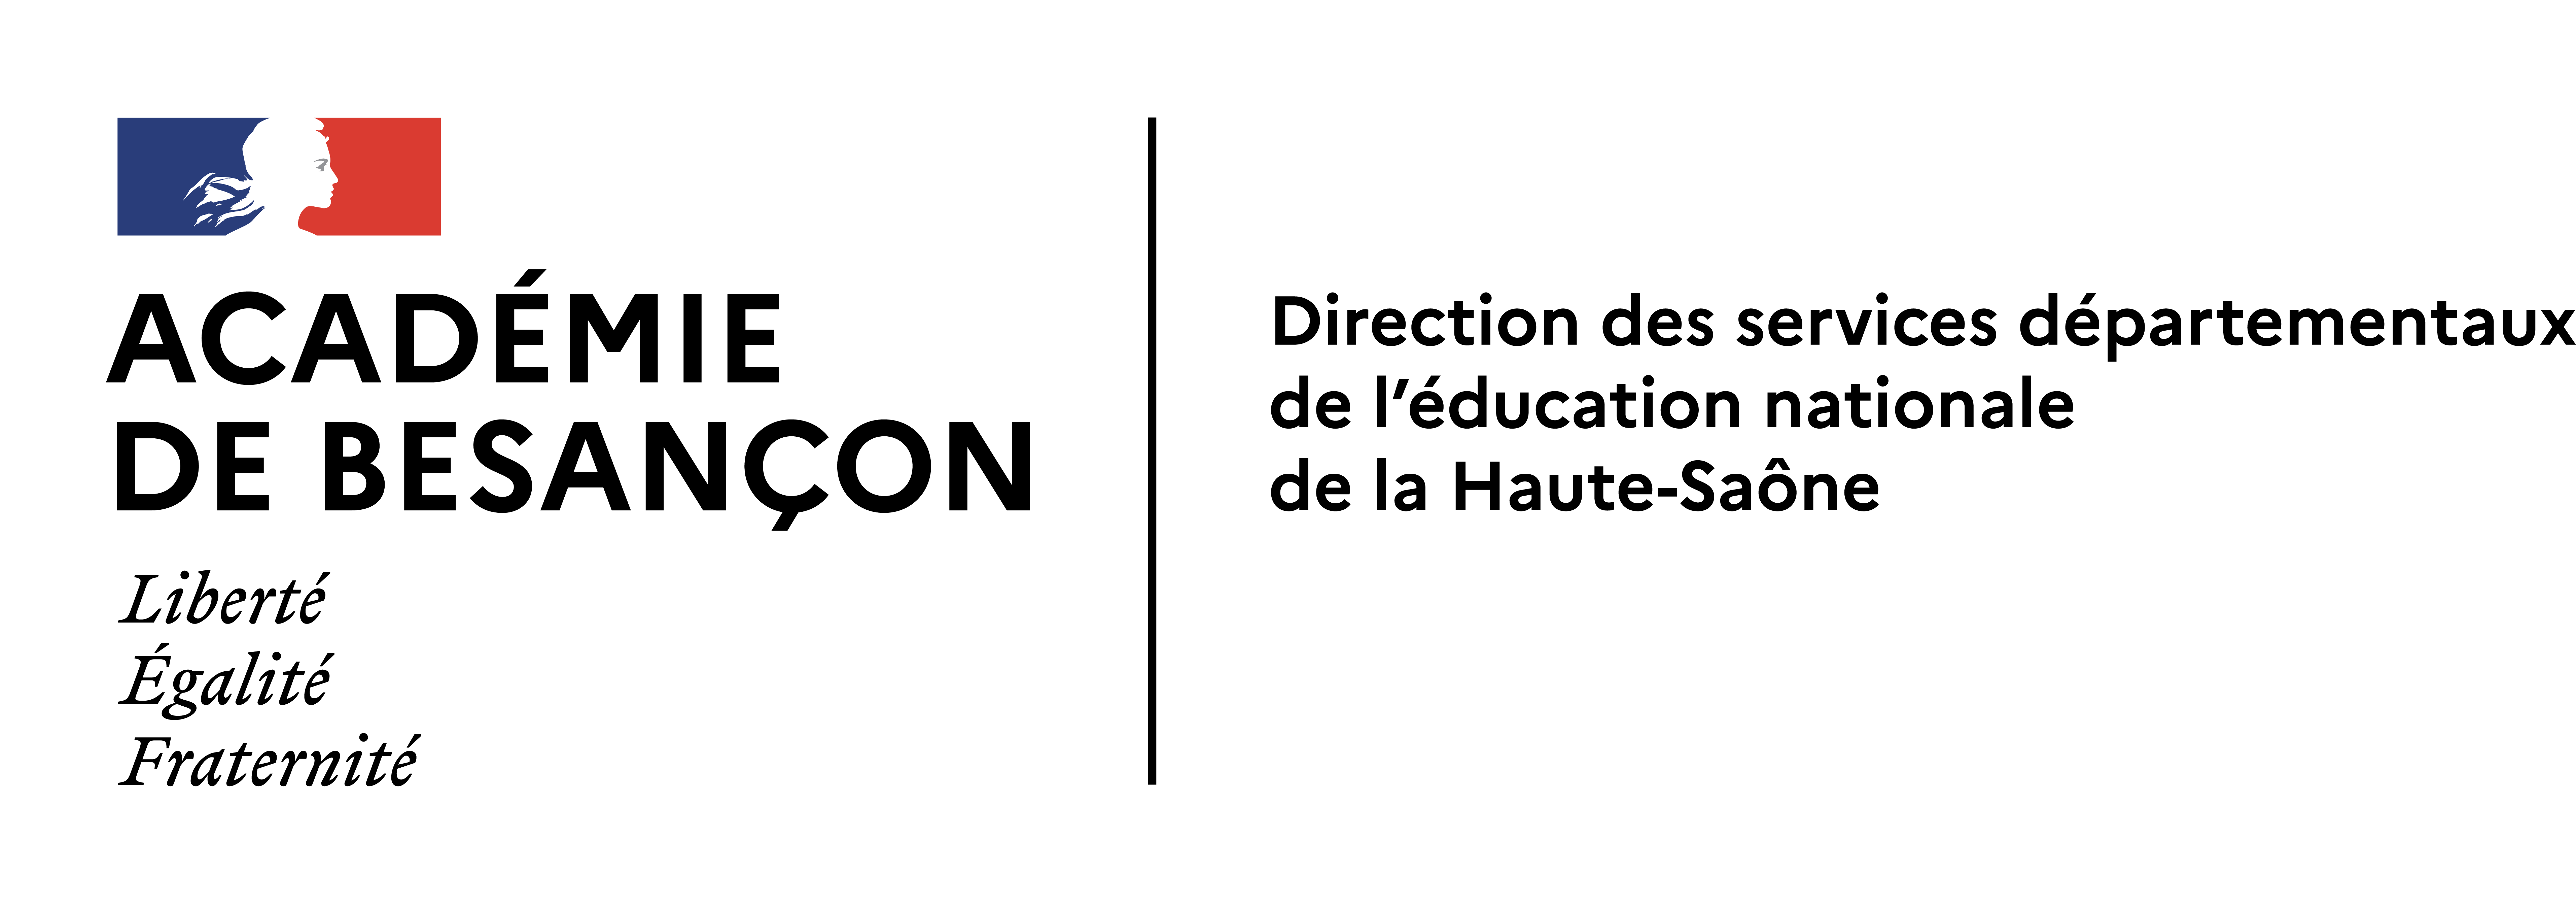 ACADÉMIE
DE BESANÇON
Liberté
Égalité
Fraternité
Direction des services départementaux
de l’éducation nationale
de la Haute-Saône